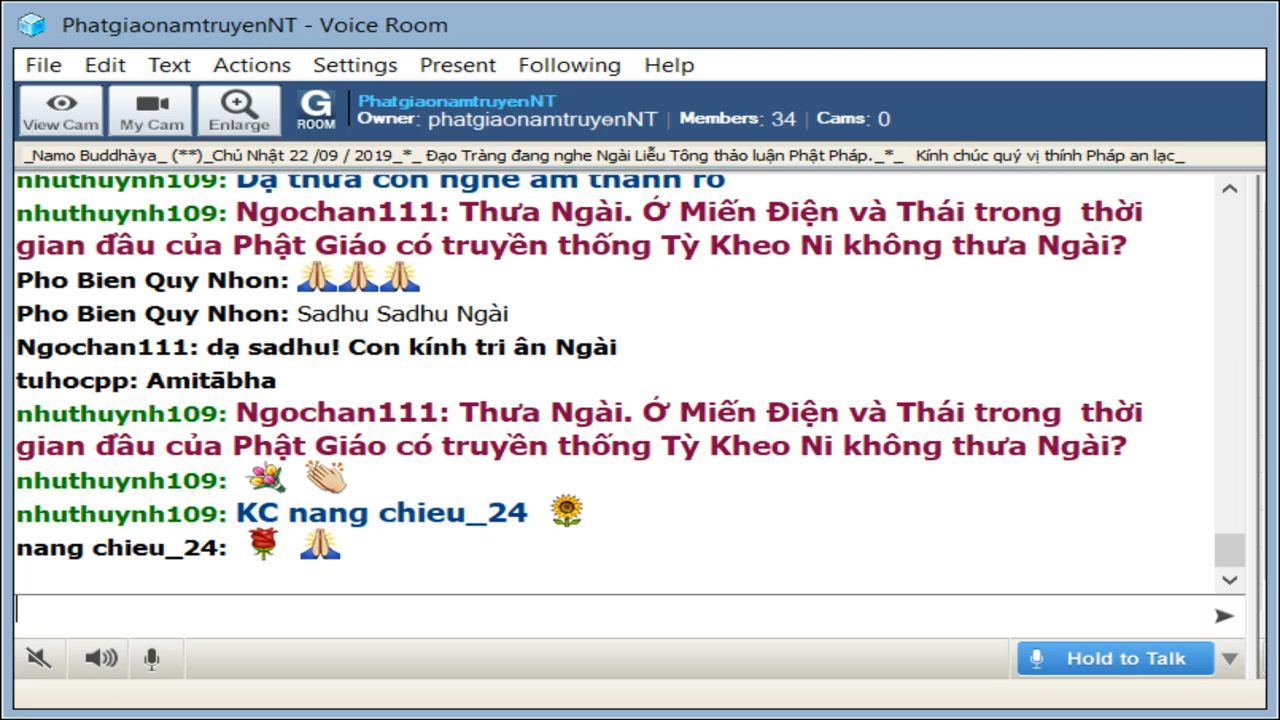 PhatgiaonamtruyenNT - Voice Room
File Edit Text Actions Settings Present Following Help
View Cam My Cam Enlarge G ROOM PhatgiaonamtruyenNT
Owner: phatgiaonamtruyenNT Members: 34 Cams: 0
_Namo Buddhàya_ (**)_Chủ Nhật 22 /09 / 2019_*_ Đạo Tràng đang nghe Ngài Liễu Tông thảo luận Phật Pháp._*_ Kính chúc quý vị thính Pháp an lạc_
nhuthuynh109: Dạ thưa con nghe âm thanh rõ
nhuthuynh109: Ngochan111: Thưa Ngài. Ở Miến Điện và Thái trong thời
gian đầu của Phật Giáo có truyền thống Tỳ Kheo Ni không thưa Ngài?
Pho Bien Quy Nhon: 🙏🙏🙏
Pho Bien Quy Nhon: Sadhu Sadhu Ngài
Ngochan111: dạ sadhu! Con kính tri ân Ngài
tuhocpp: Amitābha
nhuthuynh109: Ngochan111: Thưa Ngài. Ở Miến Điện và Thái trong thời
gian đầu của Phật Giáo có truyền thống Tỳ Kheo Ni không thưa Ngài?
nhuthuynh109: 💐 👏
nhuthuynh109: KC nang chieu_24 🌻
nang chieu_24: 🌹 🙏
Hold to Talk